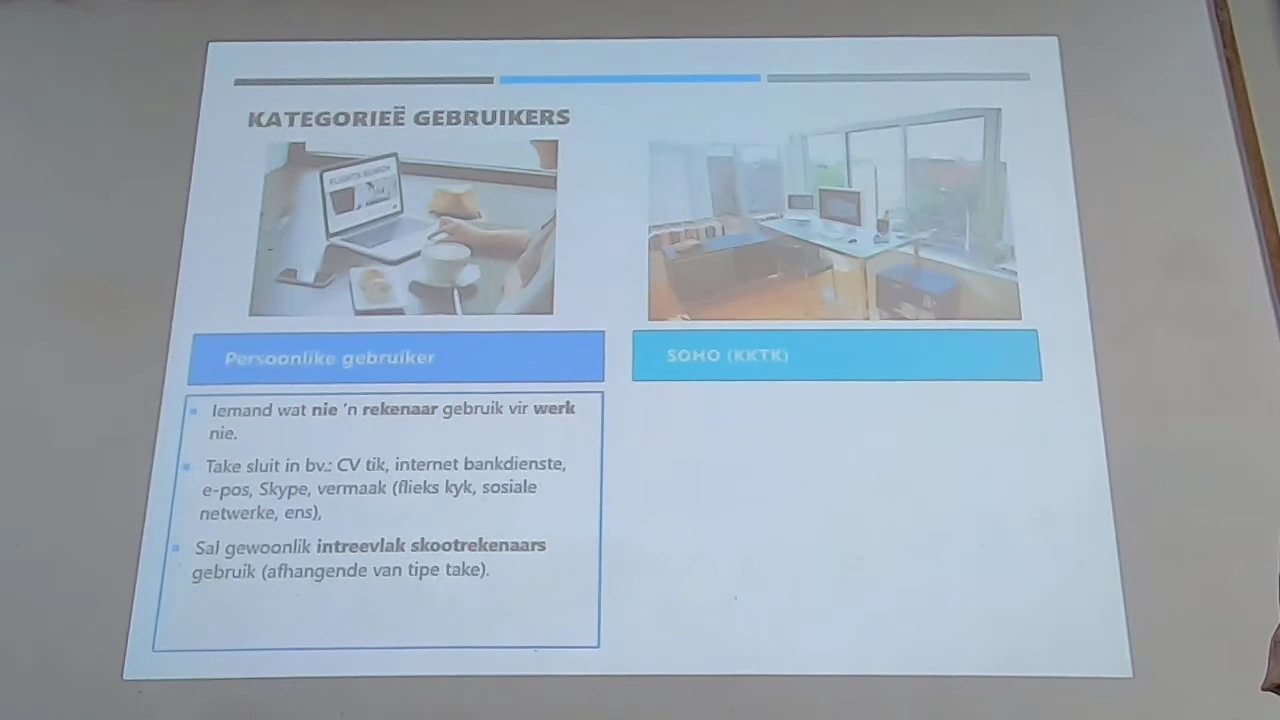 KATEGORIEË GEBRUIKERS
Persoonlike gebruiker
Iemand wat nie 'n rekenaar gebruik vir werk
nie.
Take sluit in bv.: CV tik, internet bankdienste,
e-pos, Skype, vermaak (flieks kyk, sosiale
netwerke, ens),
Sal gewoonlik intreevlak skootrekenaars
gebruik (afhangende van tipe take).
SOHO (KKTK)